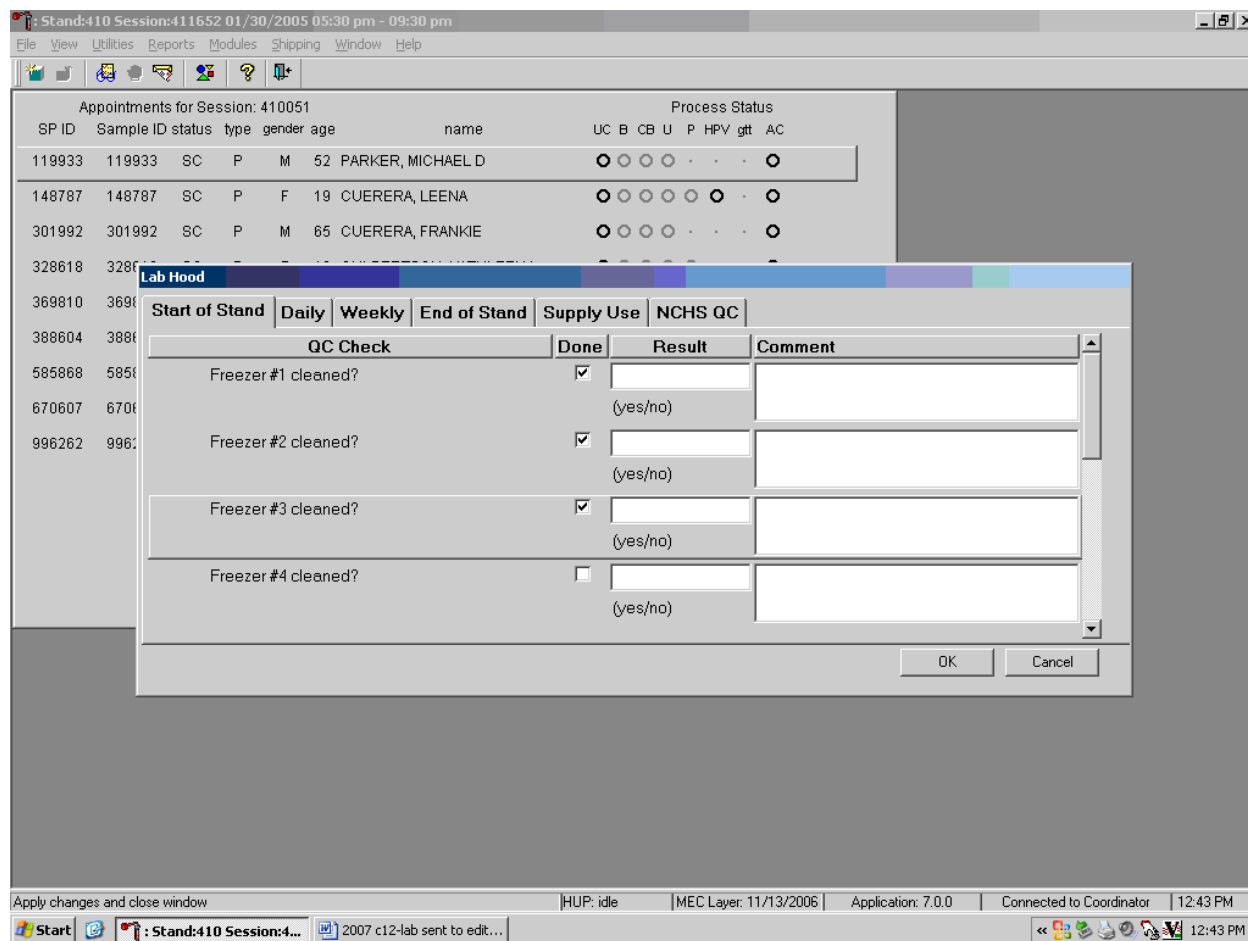 : Stand:410 Session:411652 01/30/2005 05:30 pm - 09:30 pm
File View Utilities Reports Modules Shipping Window Help
Appointments for Session: 410051 Process Status
SP ID Sample ID status type gender age name UC B CB U P HPV gtt AC
119933 119933 SC P M 52 PARKER, MICHAEL D
148787 148787 SC P F 19 CUERERA, LEENA
301992 301992 SC P M 65 CUERERA, FRANKIE
328618
Lab Hood
369810
Start of Stand Daily Weekly End of Stand Supply Use NCHS QC
388604
QC Check Done Result Comment
585868 Freezer #1 cleaned?
670607 (yes/no)
996262 Freezer #2 cleaned?
(yes/no)
Freezer #3 cleaned?
(yes/no)
Freezer #4 cleaned?
(yes/no)
OK Cancel
Apply changes and close window HUP: idle MEC Layer: 11/13/2006 Application: 7.0.0 Connected to Coordinator 12:43 PM
Start : Stand:410 Session:4... 2007 c12-lab sent to edit... « 12:43 PM